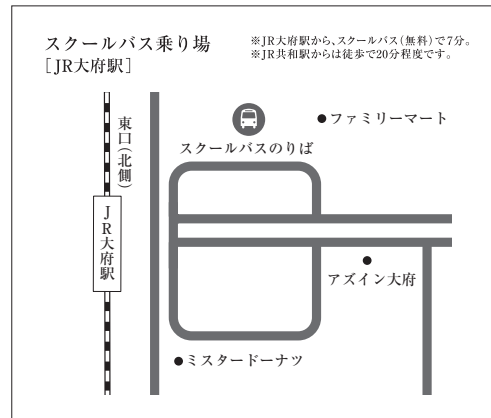 スクールバス乗り場
[JR大府駅]
※JR大府駅から、スクールバス(無料)で7分。
※JR共和駅からは徒歩で20分程度です。
東口(北側)
●ファミリーマート
スクールバスのりば
JR大府駅
アズイン大府
●ミスタードーナツ